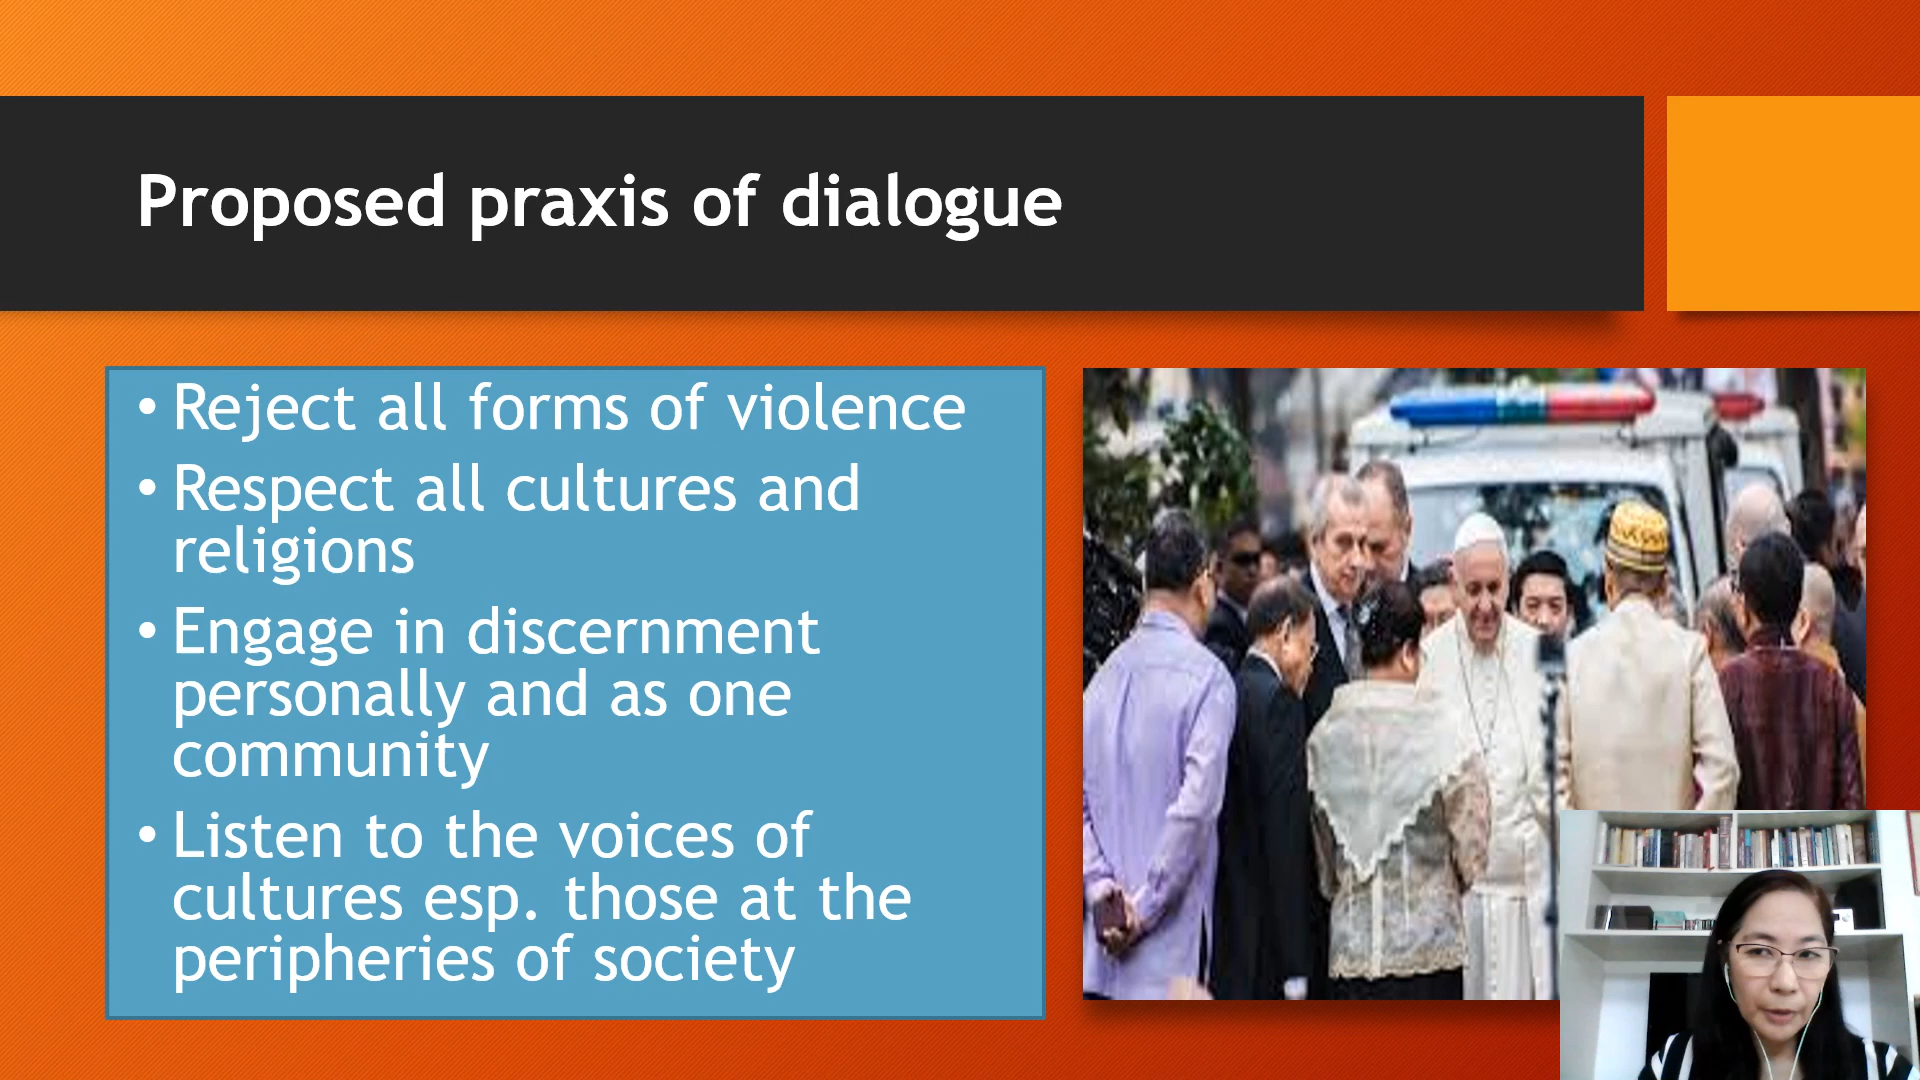 Proposed praxis of dialogue
• Reject all forms of violence
• Respect all cultures and
religions
• Engage in discernment
personally and as one
community
• Listen to the voices of
cultures esp. those at the
peripheries of society